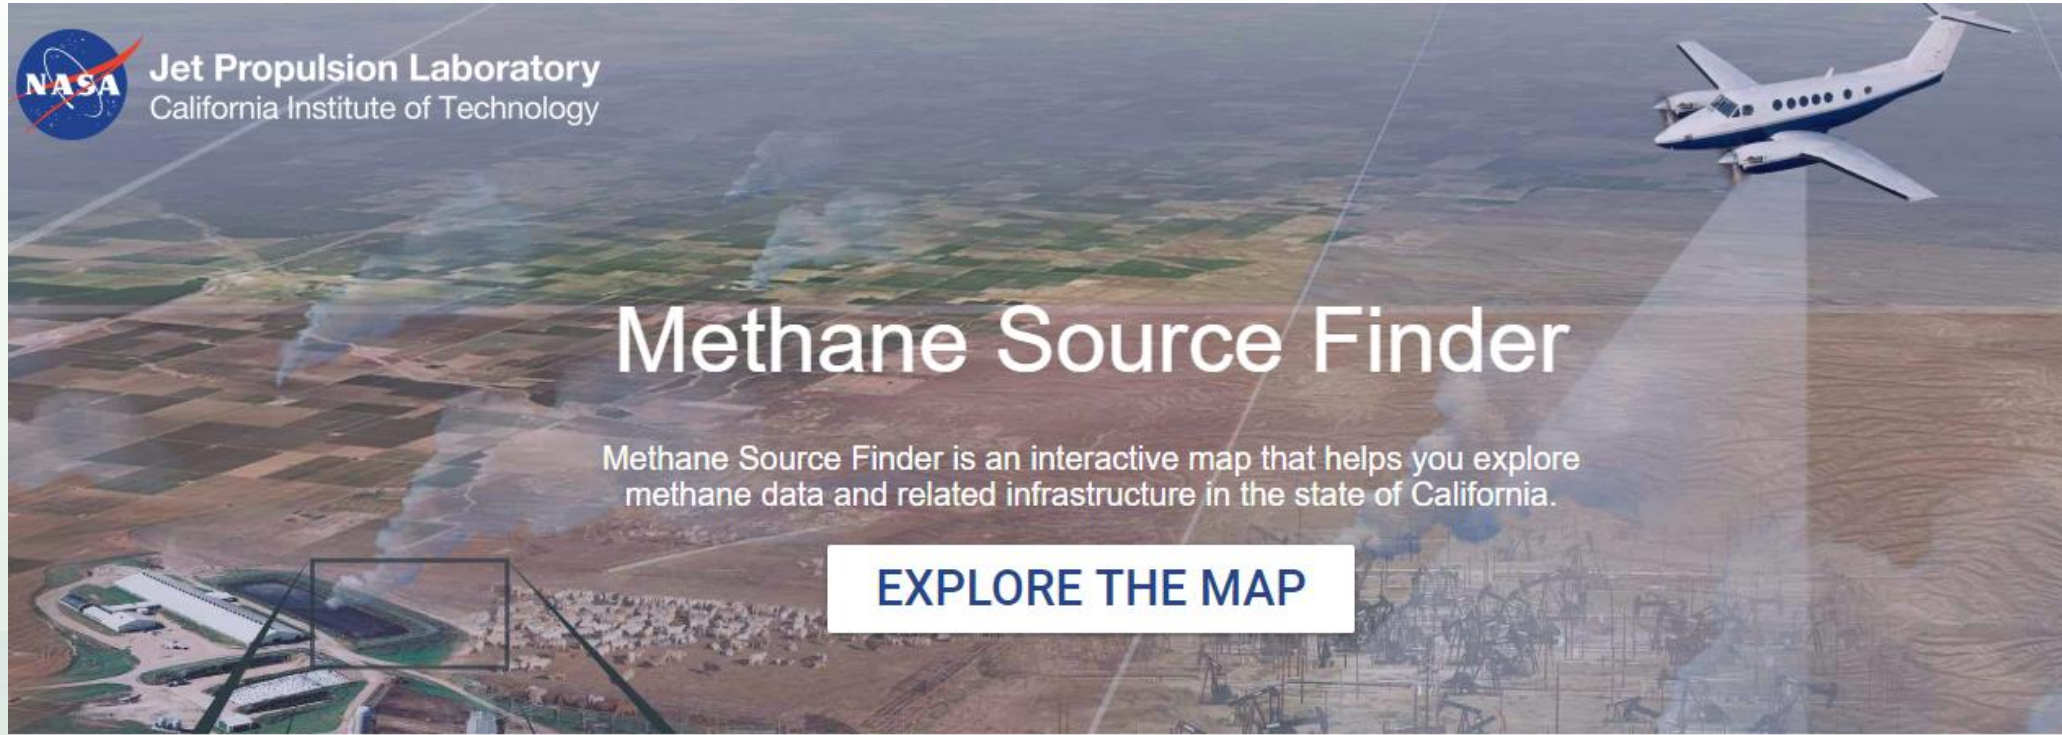 NASA
Jet Propulsion Laboratory
California Institute of Technology
Methane Source Finder
Methane Source Finder is an interactive map that helps you explore
methane data and related infrastructure in the state of California.
EXPLORE THE MAP